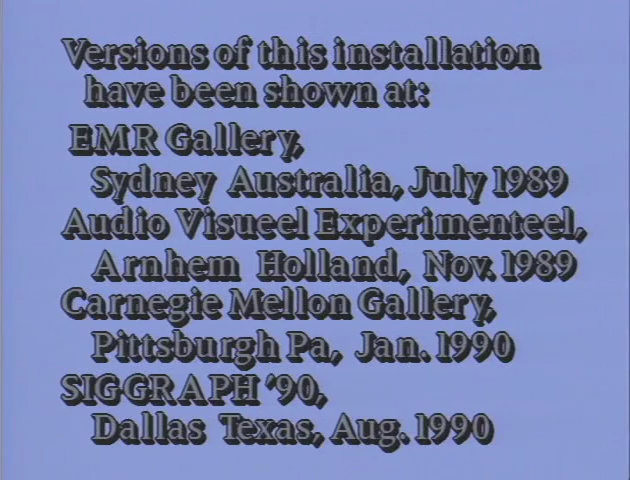 Versions of this installation
have been shown at:
EMR Gallery,
Sydney Australia, July 1989
Audio Visueel Experimenteel,
Arnhem Holland, Nov. 1989
Carnegie Mellon Gallery,
Pittsburgh Pa, Jan. 1990
SIGGRAPH '90,
Dallas Texas, Aug. 1990